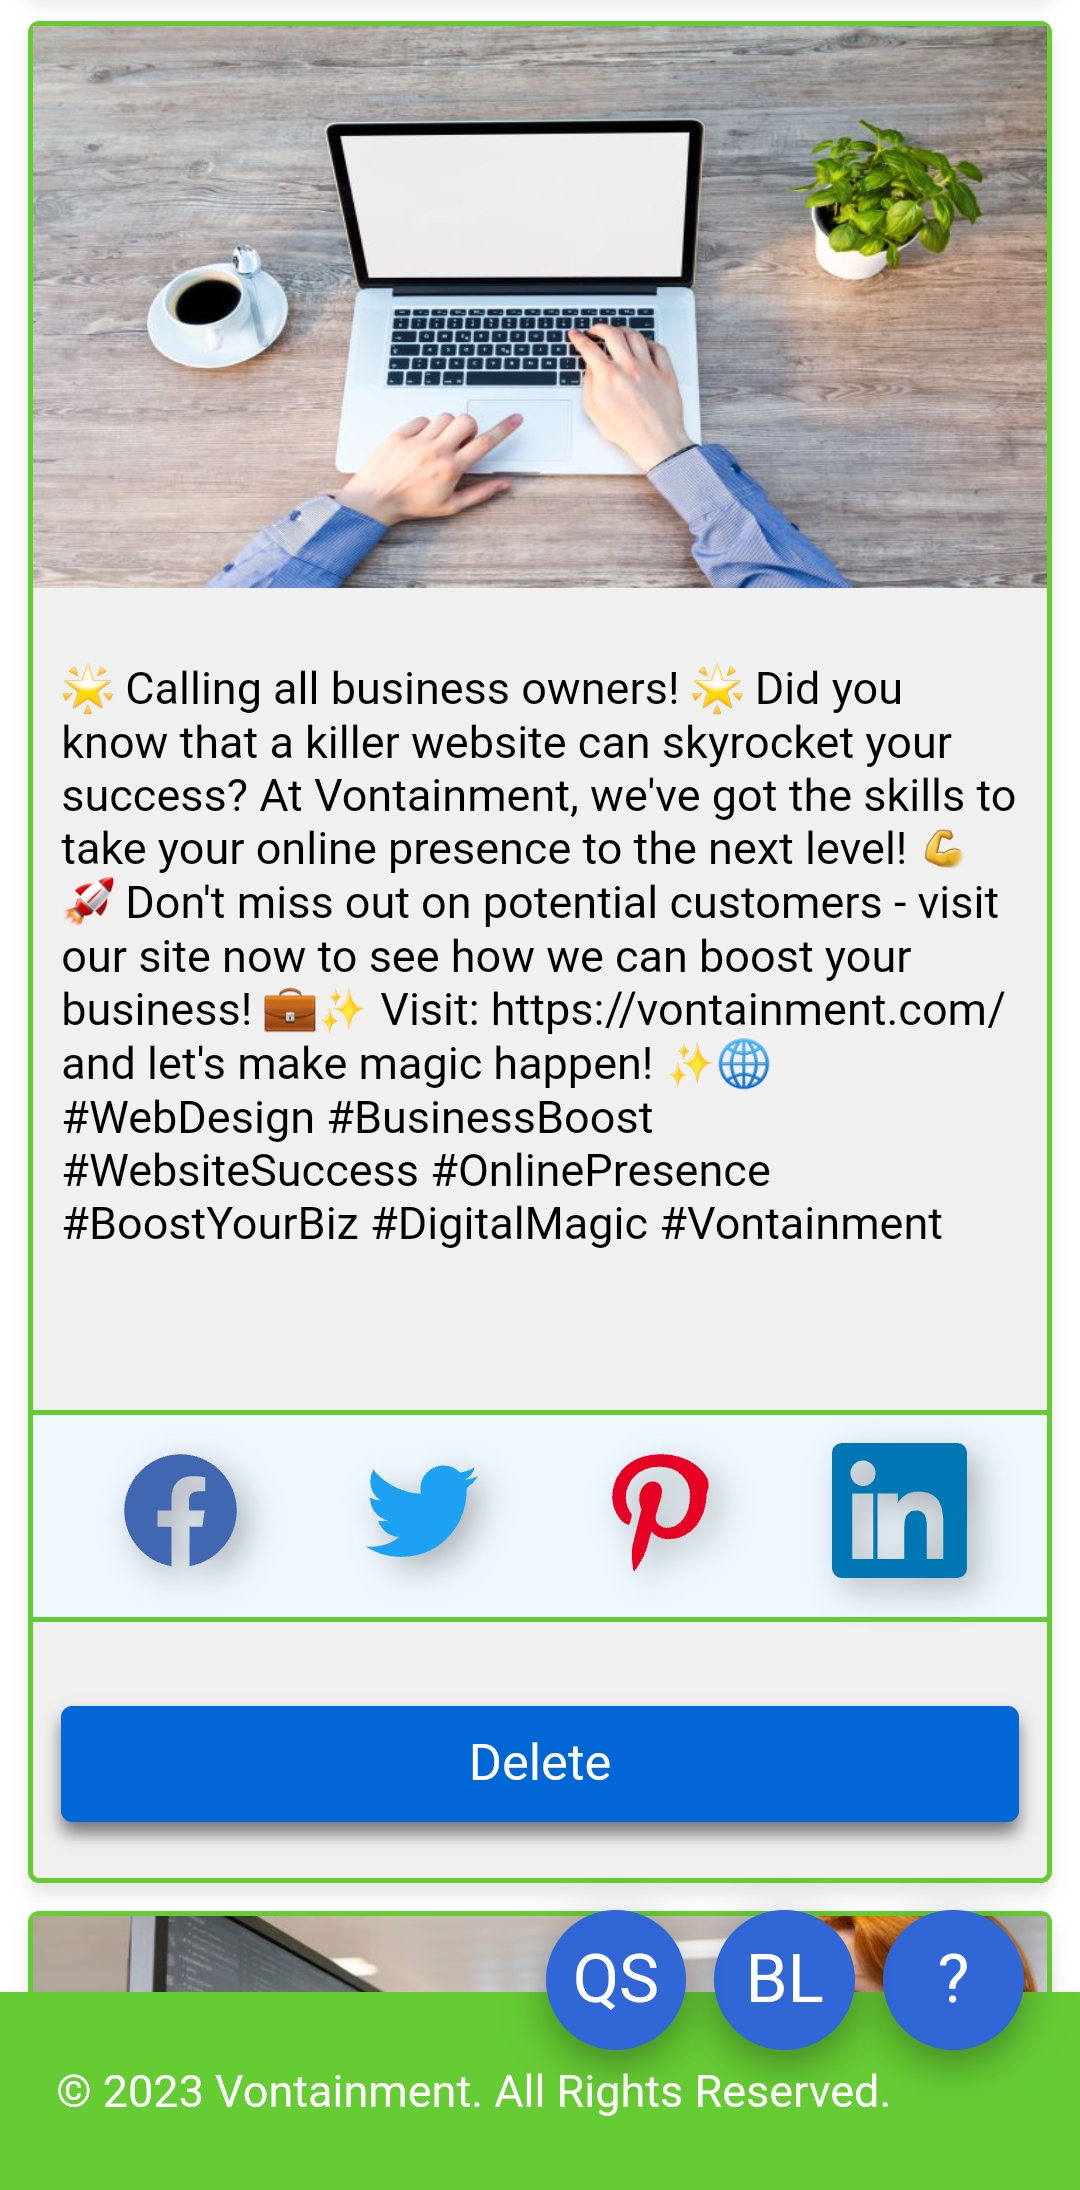 🌟 Calling all business owners! 🌟 Did you
know that a killer website can skyrocket your
success? At Vontainment, we've got the skills to
take your online presence to the next level! 💪
🚀 Don't miss out on potential customers - visit
our site now to see how we can boost your
business! 💼✨ Visit: https://vontainment.com/
and let's make magic happen! ✨🌐
#WebDesign #BusinessBoost
#WebsiteSuccess #OnlinePresence
#BoostYourBiz #DigitalMagic #Vontainment
Delete
QS BL ?
© 2023 Vontainment. All Rights Reserved.